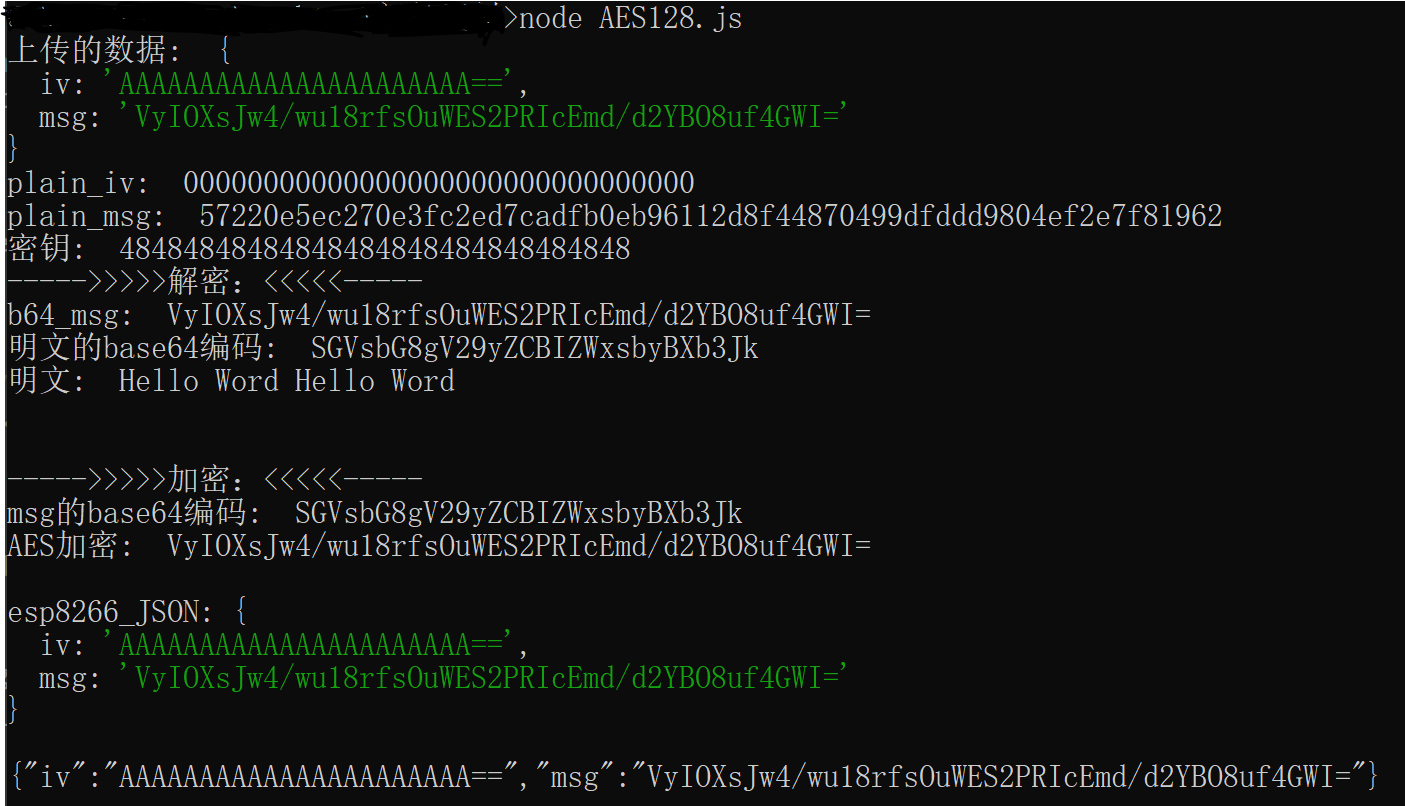 >node AES128.js
上传的数据:  {
  iv: 'AAAAAAAAAAAAAAAAAAAAAA==',
  msg: 'VyIOXsJw4/wu18rfsOuWES2PRIcEmd/d2YBO8uf4GWI='
}
plain_iv:  00000000000000000000000000000000
plain_msg:  57220e5ec270e3fc2ed7cadfb0eb96112d8f44870499dfddd9804ef2e7f81962
密钥:  48484848484848484848484848484848
----->>>>>解密: <<<<<-----
b64_msg:  VyIOXsJw4/wu18rfsOuWES2PRIcEmd/d2YBO8uf4GWI=
明文的base64编码:  SGVsbG8gV29yZCBIZWxsbyBXb3Jk
明文:  Hello Word Hello Word
----->>>>>加密: <<<<<-----
msg的base64编码:  SGVsbG8gV29yZCBIZWxsbyBXb3Jk
AES加密:  VyIOXsJw4/wu18rfsOuWES2PRIcEmd/d2YBO8uf4GWI=
esp8266_JSON: {
  iv: 'AAAAAAAAAAAAAAAAAAAAAA==',
  msg: 'VyIOXsJw4/wu18rfsOuWES2PRIcEmd/d2YBO8uf4GWI='
}
{"iv":"AAAAAAAAAAAAAAAAAAAAAA==","msg":"VyIOXsJw4/wu18rfsOuWES2PRIcEmd/d2YBO8uf4GWI="}